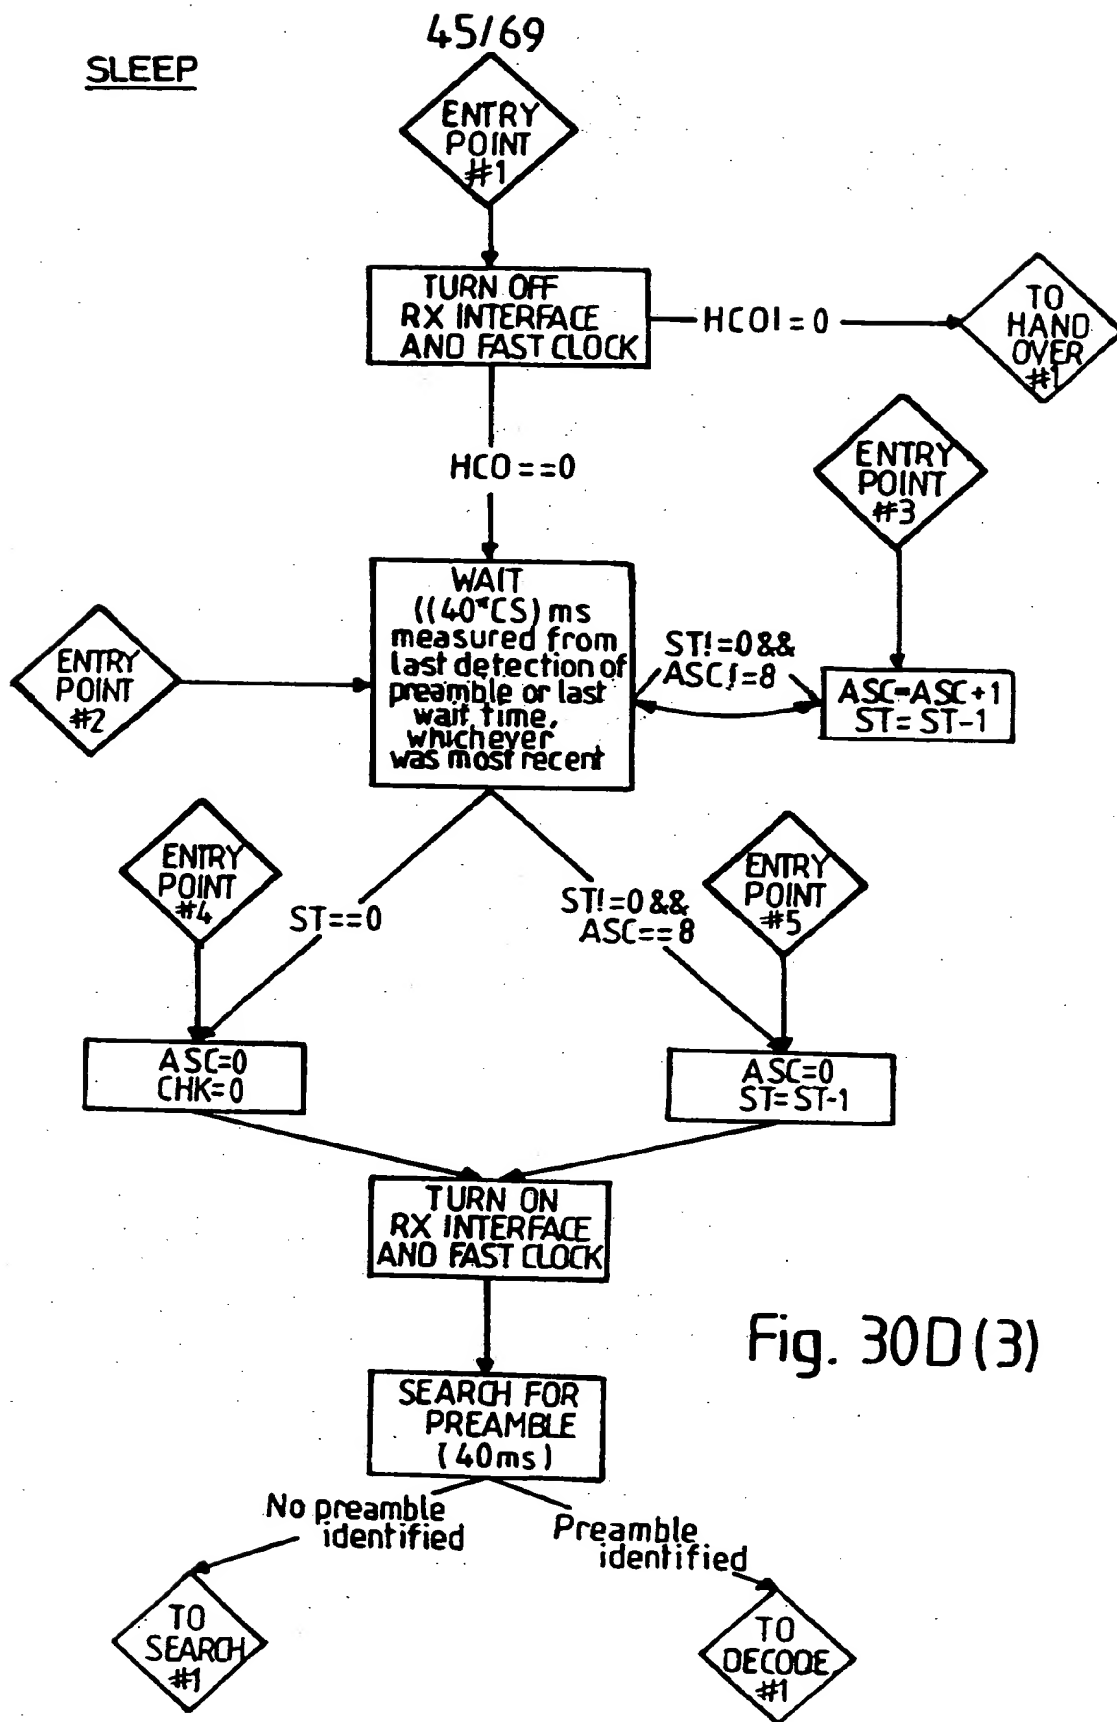 45/69
SLEEP
ENTRY
POINT
#1
TURN OFF
RX INTERFACE
AND FAST CLOCK
HCO!=0
TO
HAND
OVER
#1
HCO==0
ENTRY
POINT
#3
WAIT
((40*CS) ms
measured from
last detection of
preamble or last
wait time,
whichever
was most recent
ENTRY
POINT
#2
ST!=0&&
ASC!=8
ASC=ASC+1
ST=ST-1
ENTRY
POINT
#4
ST==0
ST!=0&&
ASC==8
ENTRY
POINT
#5
ASC=0
CHK=0
ASC=0
ST=ST-1
TURN ON
RX INTERFACE
AND FAST CLOCK
Fig. 30D(3)
SEARCH FOR
PREAMBLE
(40ms)
No preamble
identified
Preamble
identified
TO
SEARCH
#1
TO
DECODE
#1